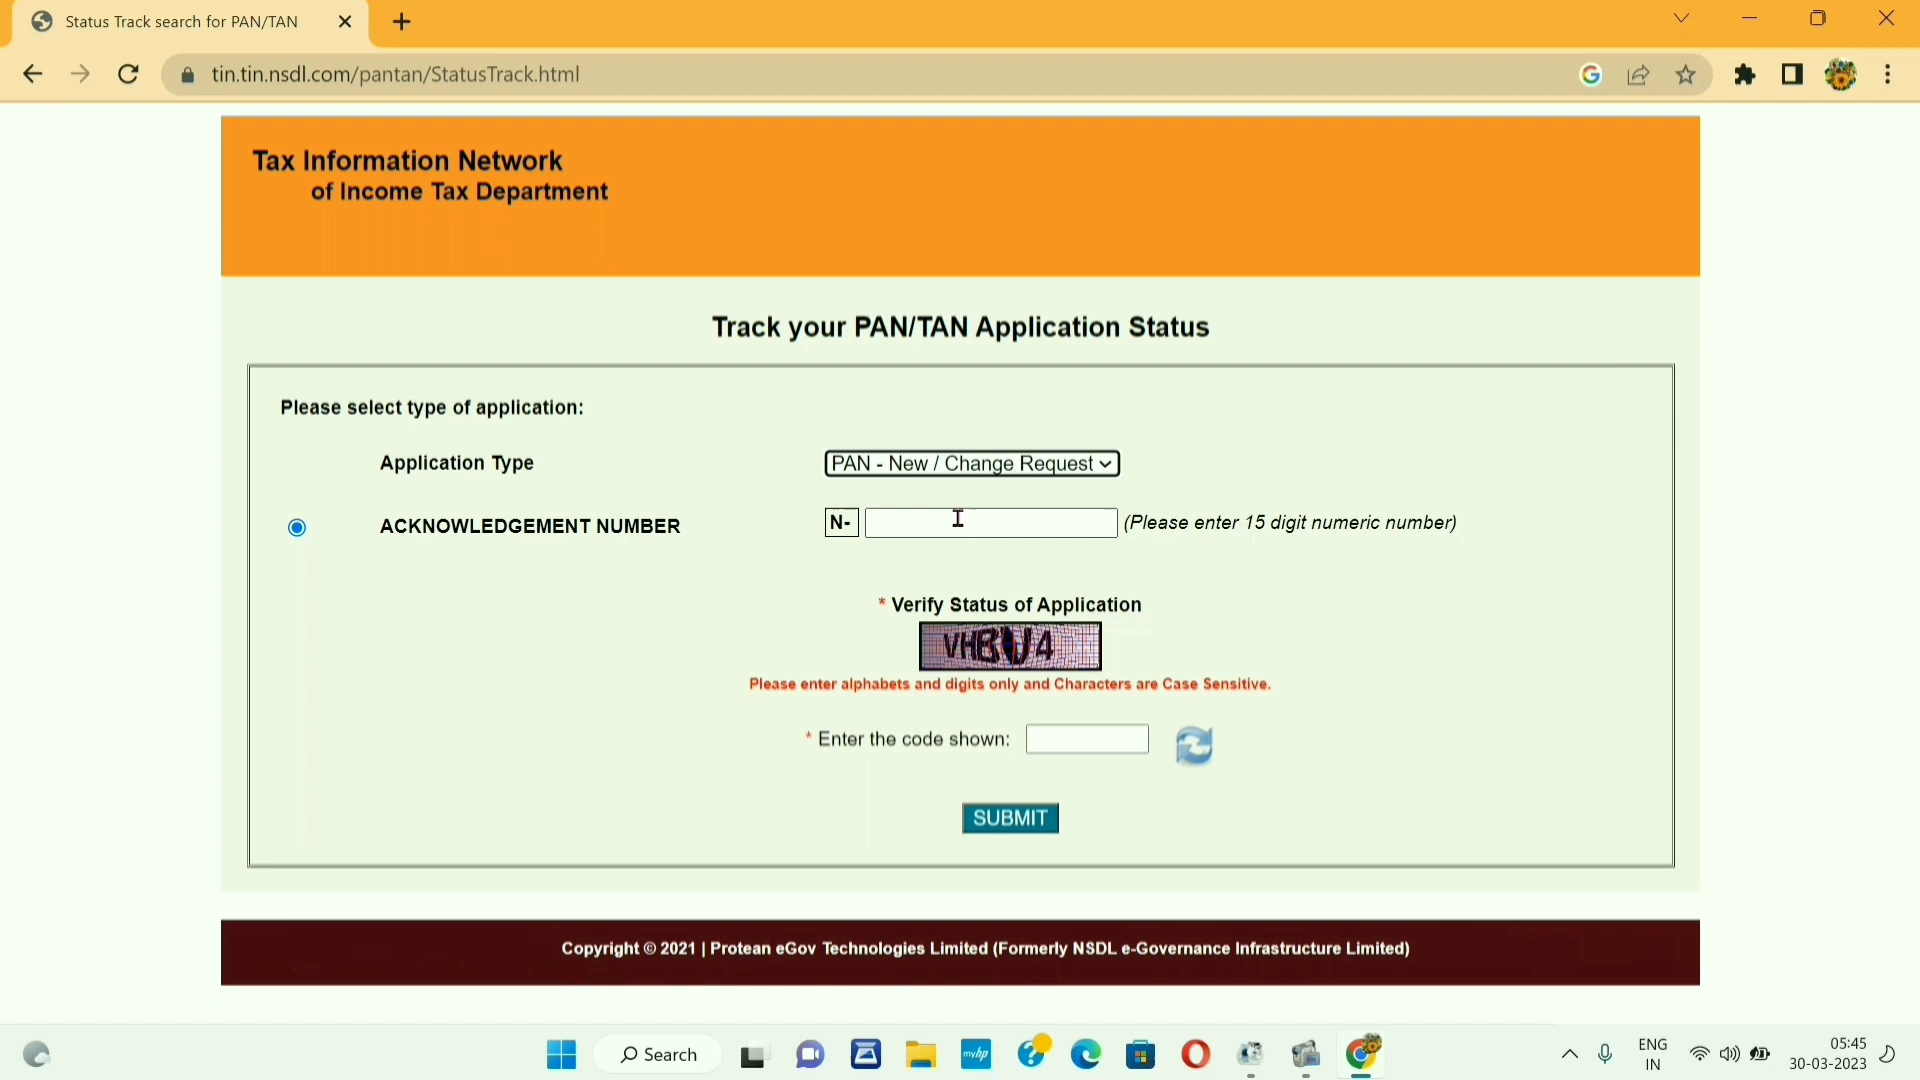 Status Track search for PAN/TAN
tin.tin.nsdl.com/pantan/StatusTrack.html
Tax Information Network
of Income Tax Department
Track your PAN/TAN Application Status
Please select type of application:
Application Type
PAN - New / Change Request
ACKNOWLEDGEMENT NUMBER
N-
(Please enter 15 digit numeric number)
* Verify Status of Application
VHBU4
Please enter alphabets and digits only and Characters are Case Sensitive.
* Enter the code shown:
SUBMIT
Copyright © 2021 | Protean eGov Technologies Limited (Formerly NSDL e-Governance Infrastructure Limited)
Search
myhp
ENG
IN
05:45
30-03-2023